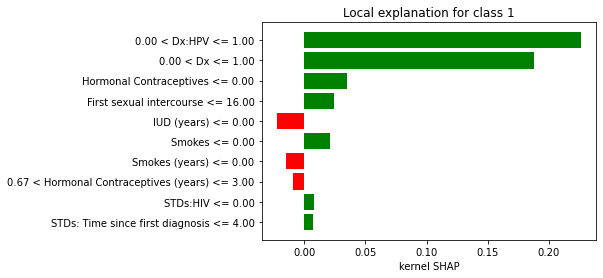 Local explanation for class 1
0.00 < Dx:HPV <= 1.00
0.00 < Dx <= 1.00
Hormonal Contraceptives <= 0.00
First sexual intercourse <= 16.00
IUD (years) <= 0.00
Smokes <= 0.00
Smokes (years) <= 0.00
0.67 < Hormonal Contraceptives (years) <= 3.00
STDs:HIV <= 0.00
STDs: Time since first diagnosis <= 4.00
0.00 0.05 0.10 0.15 0.20
kernel SHAP